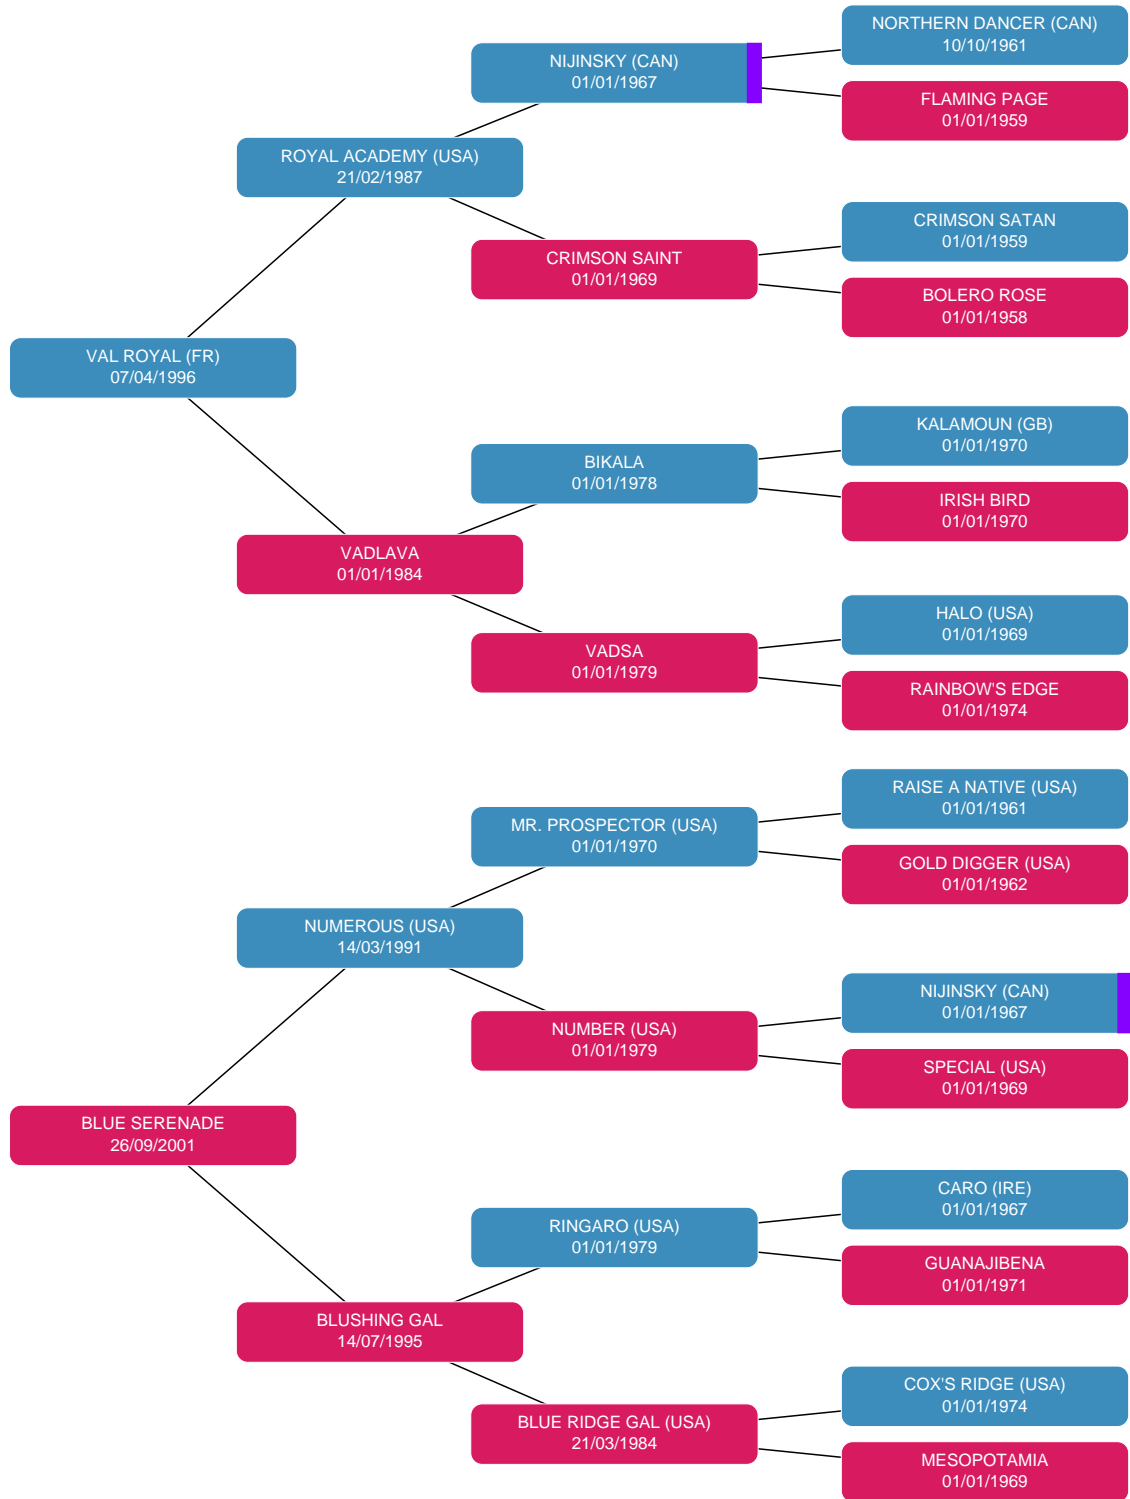 NORTHERN DANCER (CAN)
10/10/1961
NIJINSKY (CAN)
01/01/1967
FLAMING PAGE
01/01/1959
ROYAL ACADEMY (USA)
21/02/1987
CRIMSON SATAN
01/01/1959
CRIMSON SAINT
01/01/1969
BOLERO ROSE
01/01/1958
VAL ROYAL (FR)
07/04/1996
KALAMOUN (GB)
01/01/1970
BIKALA
01/01/1978
IRISH BIRD
01/01/1970
VADLAVA
01/01/1984
HALO (USA)
01/01/1969
VADSA
01/01/1979
RAINBOW'S EDGE
01/01/1974
RAISE A NATIVE (USA)
01/01/1961
MR. PROSPECTOR (USA)
01/01/1970
GOLD DIGGER (USA)
01/01/1962
NUMEROUS (USA)
14/03/1991
NIJINSKY (CAN)
01/01/1967
NUMBER (USA)
01/01/1979
SPECIAL (USA)
01/01/1969
BLUE SERENADE
26/09/2001
CARO (IRE)
01/01/1967
RINGARO (USA)
01/01/1979
GUANAJIBENA
01/01/1971
BLUSHING GAL
14/07/1995
COX'S RIDGE (USA)
01/01/1974
BLUE RIDGE GAL (USA)
21/03/1984
MESOPOTAMIA
01/01/1969